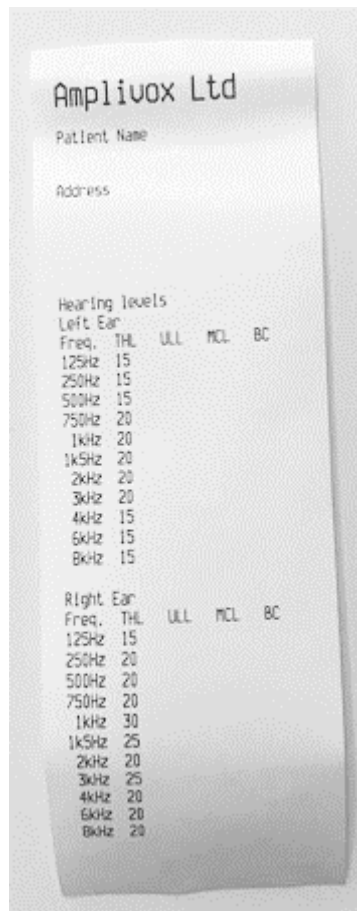 Amplivox Ltd
Patient Name
Address
Hearing levels
Left Ear
Freq. THL ULL MCL BC
125Hz 15
250Hz 15
500Hz 15
750Hz 20
1kHz 20
1k5Hz 20
2kHz 20
3kHz 20
4kHz 15
6kHz 15
8kHz 15
Right Ear
Freq. THL ULL MCL BC
125Hz 15
250Hz 20
500Hz 20
750Hz 20
1kHz 30
1k5Hz 25
2kHz 20
3kHz 25
4kHz 20
6kHz 20
8kHz 20